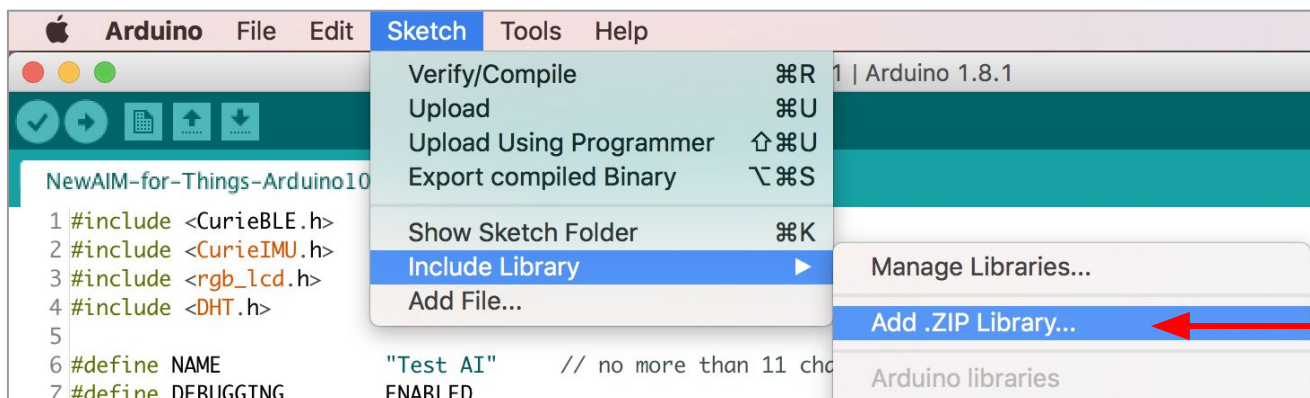 Arduino File Edit Sketch Tools Help
1 | Arduino 1.8.1
Verify/Compile ⌘R
Upload ⌘U
Upload Using Programmer ⇧⌘U
Export compiled Binary ⌥⌘S
Show Sketch Folder ⌘K
Include Library
Add File...
Manage Libraries...
Add .ZIP Library...
Arduino libraries
NewAIM-for-Things-Arduino10
1 #include <CurieBLE.h>
2 #include <CurieIMU.h>
3 #include <rgb_lcd.h>
4 #include <DHT.h>
5
6 #define NAME "Test AI" // no more than 11 cha
7 #define DEBUGGING ENABLED